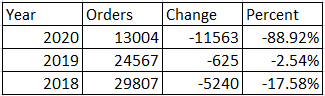 Year Orders Change Percent
2020 13004 -11563 -88.92%
2019 24567 -625 -2.54%
2018 29807 -5240 -17.58%